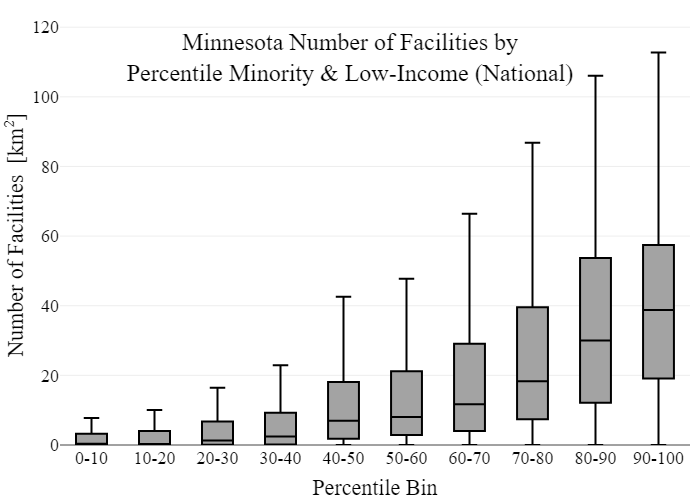 Minnesota Number of Facilities by
Percentile Minority & Low-Income (National)
Number of Facilities [km²]
120
100
80
60
40
20
0
0-10 10-20 20-30 30-40 40-50 50-60 60-70 70-80 80-90 90-100
Percentile Bin